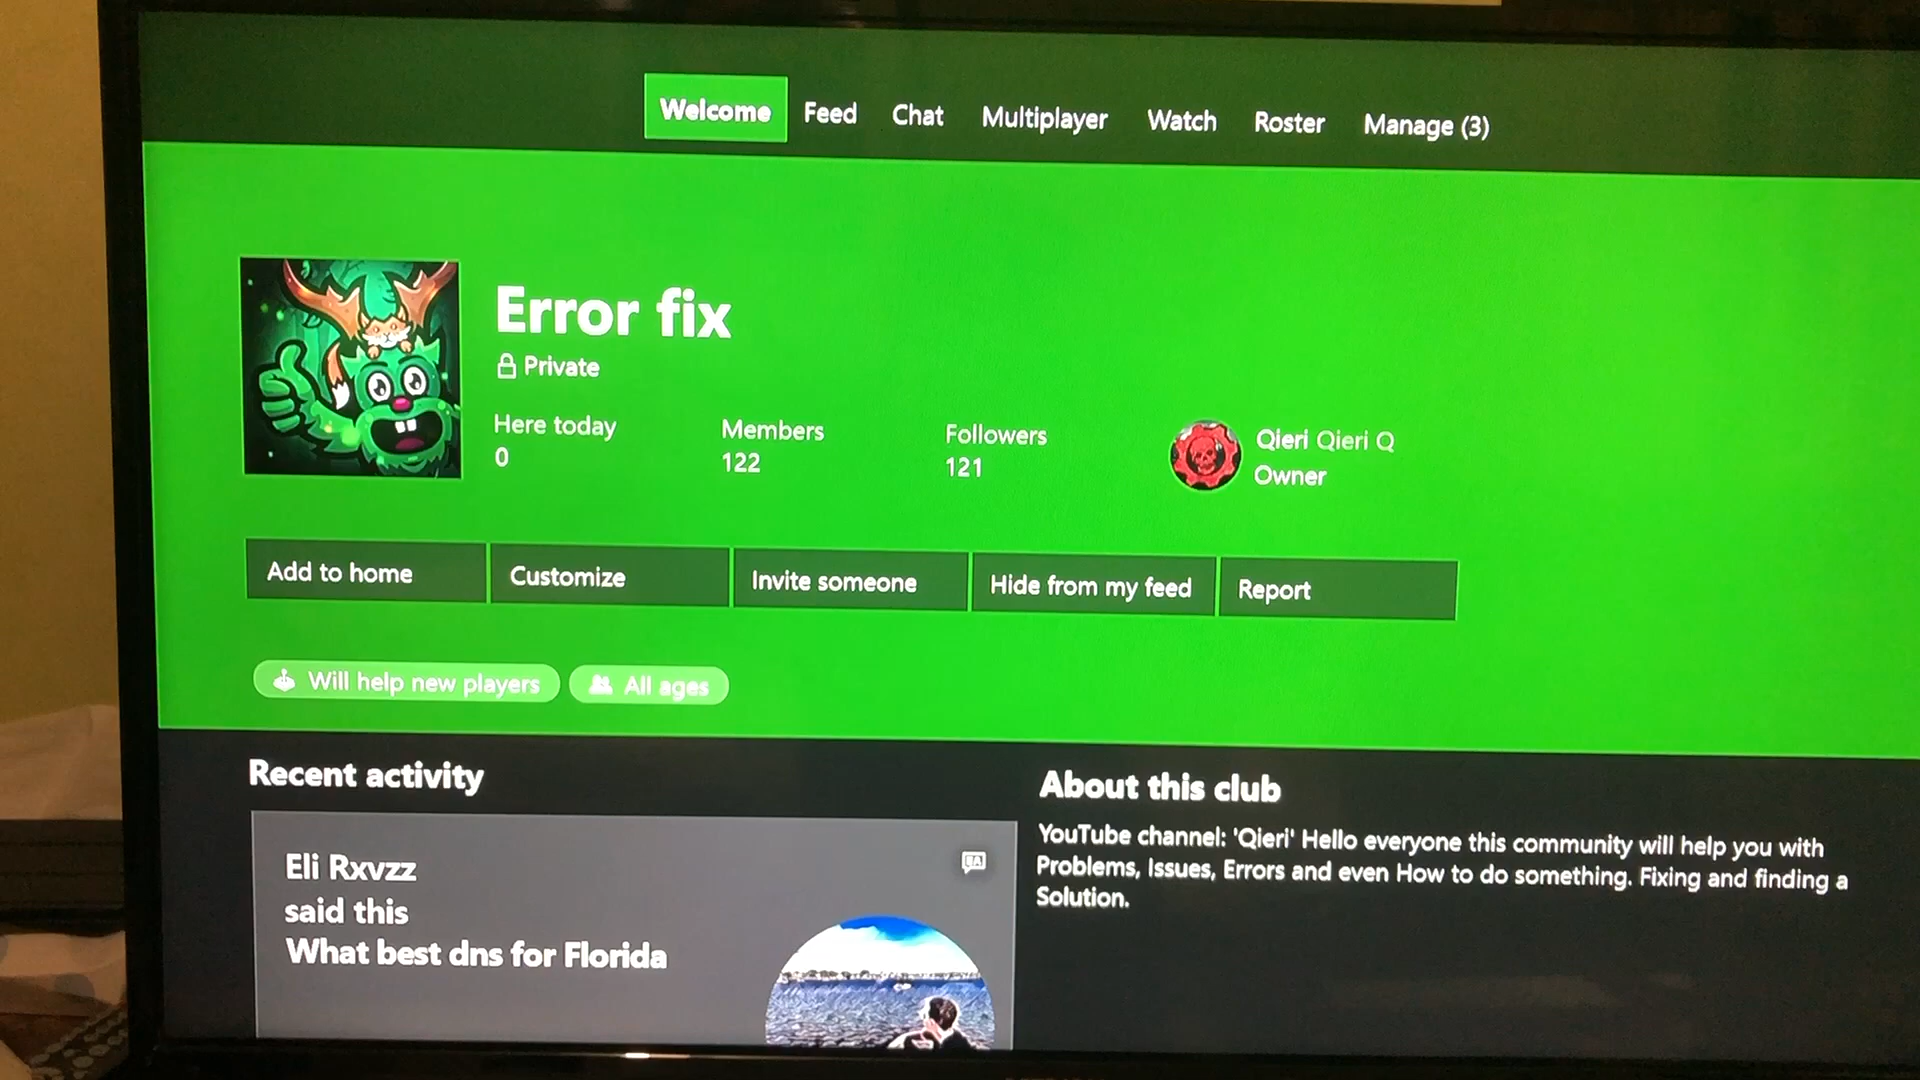 Welcome
Feed
Chat
Multiplayer
Watch
Roster
Manage (3)
Error fix
Private
Here today
0
Members
122
Followers
121
Qieri Qieri Q
Owner
Add to home
Customize
Invite someone
Hide from my feed
Report
Will help new players
All ages
Recent activity
Eli Rxvzz
said this
What best dns for Florida
About this club
YouTube channel: 'Qieri' Hello everyone this community will help you with
Problems, Issues, Errors and even How to do something. Fixing and finding a
Solution.